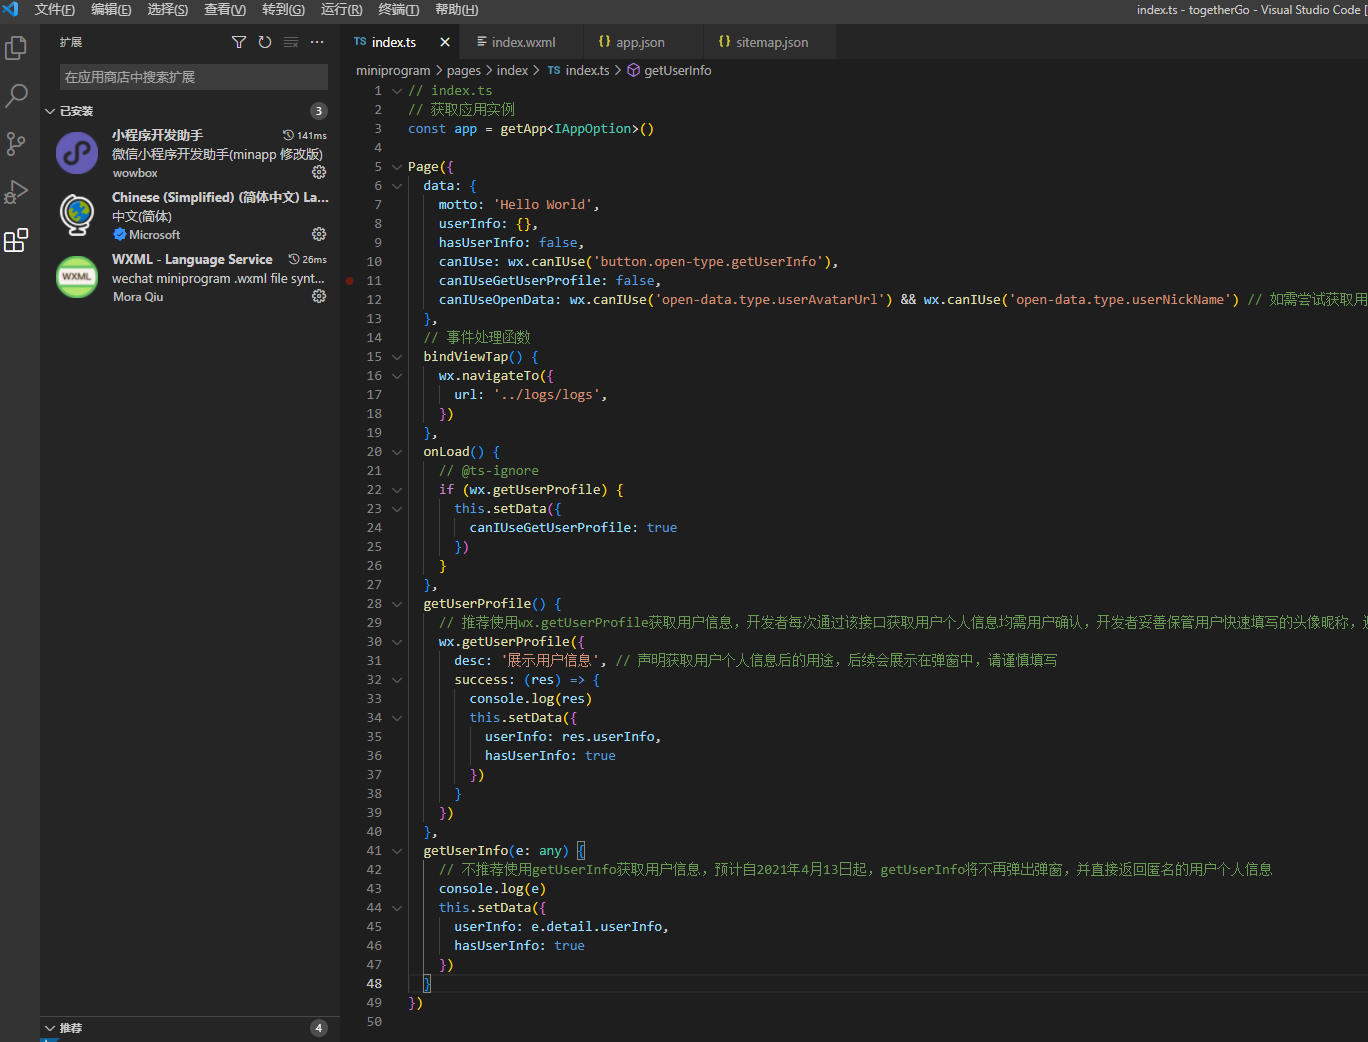 文件(F) 编辑(E) 选择(S) 查看(V) 转到(G) 运行(R) 终端(T) 帮助(H) index.ts - togetherGo - Visual Studio Code [
扩展
在应用商店中搜索扩展
已安装 3
小程序开发助手 141ms
微信小程序开发助手(minapp 修改版)
wowbox
Chinese (Simplified) (简体中文) La...
中文(简体)
Microsoft
WXML
WXML - Language Service 26ms
wechat miniprogram .wxml file synt...
Mora Qiu
推荐 4
TS index.ts index.wxml {} app.json {} sitemap.json
miniprogram > pages > index > TS index.ts > getUserInfo
1 // index.ts
2 // 获取应用实例
3 const app = getApp<IAppOption>()
4
5 Page({
6 data: {
7 motto: 'Hello World',
8 userInfo: {},
9 hasUserInfo: false,
10 canIUse: wx.canIUse('button.open-type.getUserInfo'),
11 canIUseGetUserProfile: false,
12 canIUseOpenData: wx.canIUse('open-data.type.userAvatarUrl') && wx.canIUse('open-data.type.userNickName') // 如需尝试获取用
13 },
14 // 事件处理函数
15 bindViewTap() {
16 wx.navigateTo({
17 url: '../logs/logs',
18 })
19 },
20 onLoad() {
21 // @ts-ignore
22 if (wx.getUserProfile) {
23 this.setData({
24 canIUseGetUserProfile: true
25 })
26 }
27 },
28 getUserProfile() {
29 // 推荐使用wx.getUserProfile获取用户信息，开发者每次通过该接口获取用户个人信息均需用户确认，开发者妥善保管用户快速填写的头像昵称，
30 wx.getUserProfile({
31 desc: '展示用户信息', // 声明获取用户个人信息后的用途，后续会展示在弹窗中，请谨慎填写
32 success: (res) => {
33 console.log(res)
34 this.setData({
35 userInfo: res.userInfo,
36 hasUserInfo: true
37 })
38 }
39 })
40 },
41 getUserInfo(e: any) {
42 // 不推荐使用getUserInfo获取用户信息，预计自2021年4月13日起，getUserInfo将不再弹出弹窗，并直接返回匿名的用户个人信息
43 console.log(e)
44 this.setData({
45 userInfo: e.detail.userInfo,
46 hasUserInfo: true
47 })
48 }
49 })
50